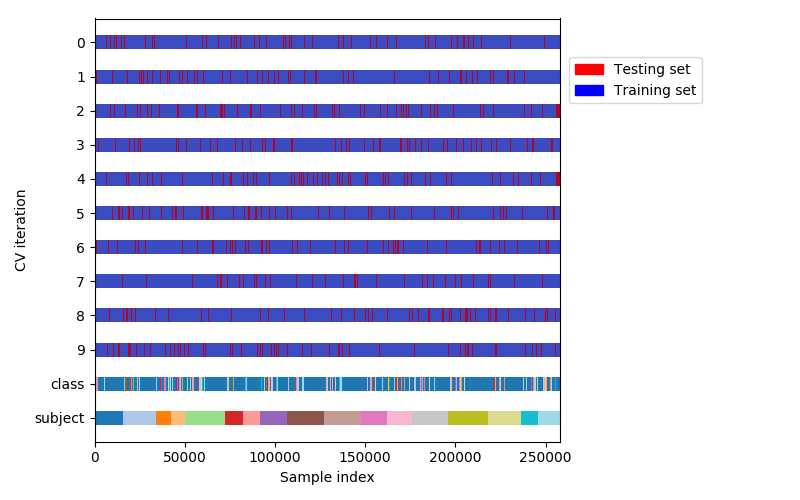 0
1
2
3
4
5
6
7
8
9
class
subject
CV iteration
0 50000 100000 150000 200000 250000
Sample index
Testing set
Training set